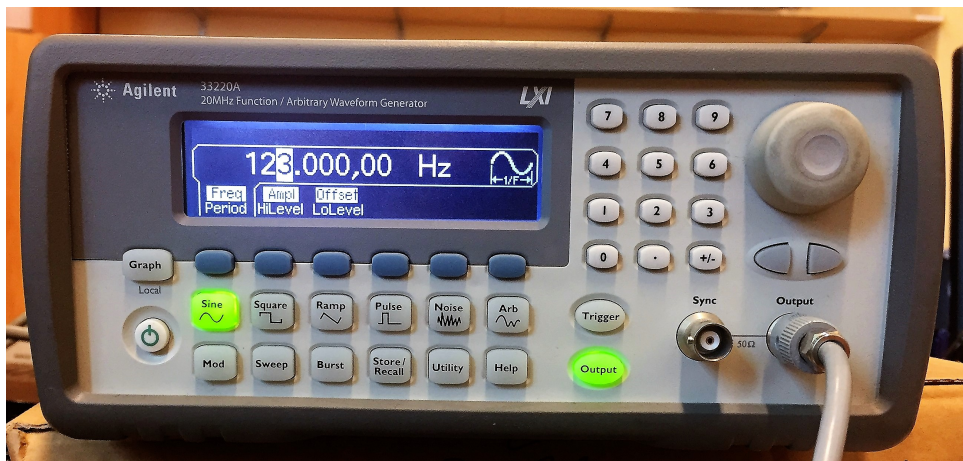 Agilent
33220A
20MHz Function / Arbitrary Waveform Generator
LXI
123.000,00 Hz
1/F
Freq Ampl Offset
Period HiLevel LoLevel
7 8 9
4 5 6
1 2 3
0 . +/-
Graph
Local
Sine Square Ramp Pulse Noise Arb
Mod Sweep Burst Store/
Recall Utility Help
Trigger
Output
Sync Output
50Ω